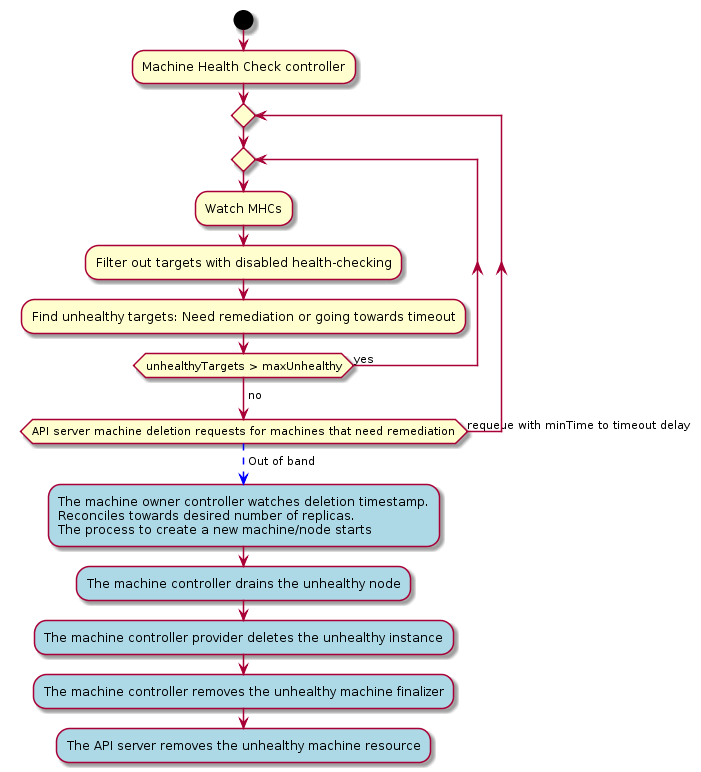 Machine Health Check controller
Watch MHCs
Filter out targets with disabled health-checking
Find unhealthy targets: Need remediation or going towards timeout
unhealthyTargets > maxUnhealthy
yes
no
API server machine deletion requests for machines that need remediation
requeue with minTime to timeout delay
Out of band
The machine owner controller watches deletion timestamp.
Reconciles towards desired number of replicas.
The process to create a new machine/node starts
The machine controller drains the unhealthy node
The machine controller provider deletes the unhealthy instance
The machine controller removes the unhealthy machine finalizer
The API server removes the unhealthy machine resource